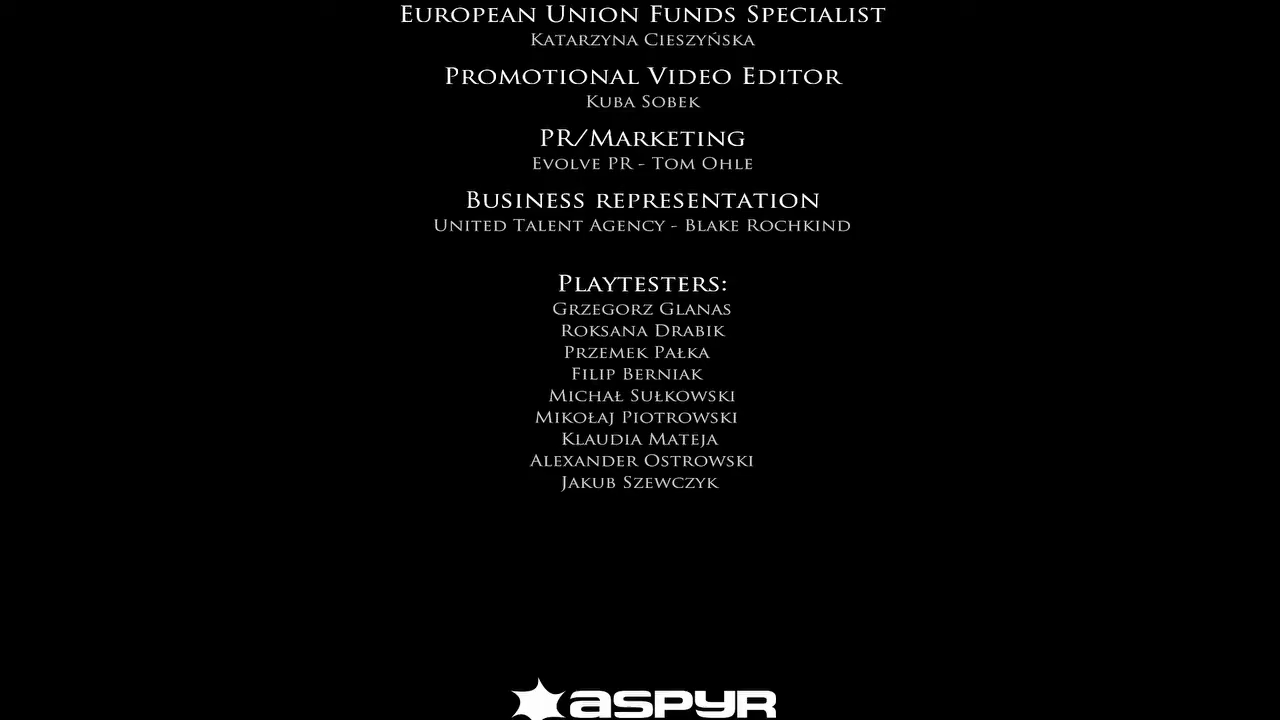 European Union Funds Specialist
Katarzyna Cieszyńska
Promotional Video Editor
Kuba Sobek
PR/Marketing
Evolve PR - Tom Ohle
Business representation
United Talent Agency - Blake Rochkind
Playtesters:
Grzegorz Glanas
Roksana Drabik
Przemek Pałka
Filip Berniak
Michał Sułkowski
Mikołaj Piotrowski
Klaudia Mateja
Alexander Ostrowski
Jakub Szewczyk
ASPYR